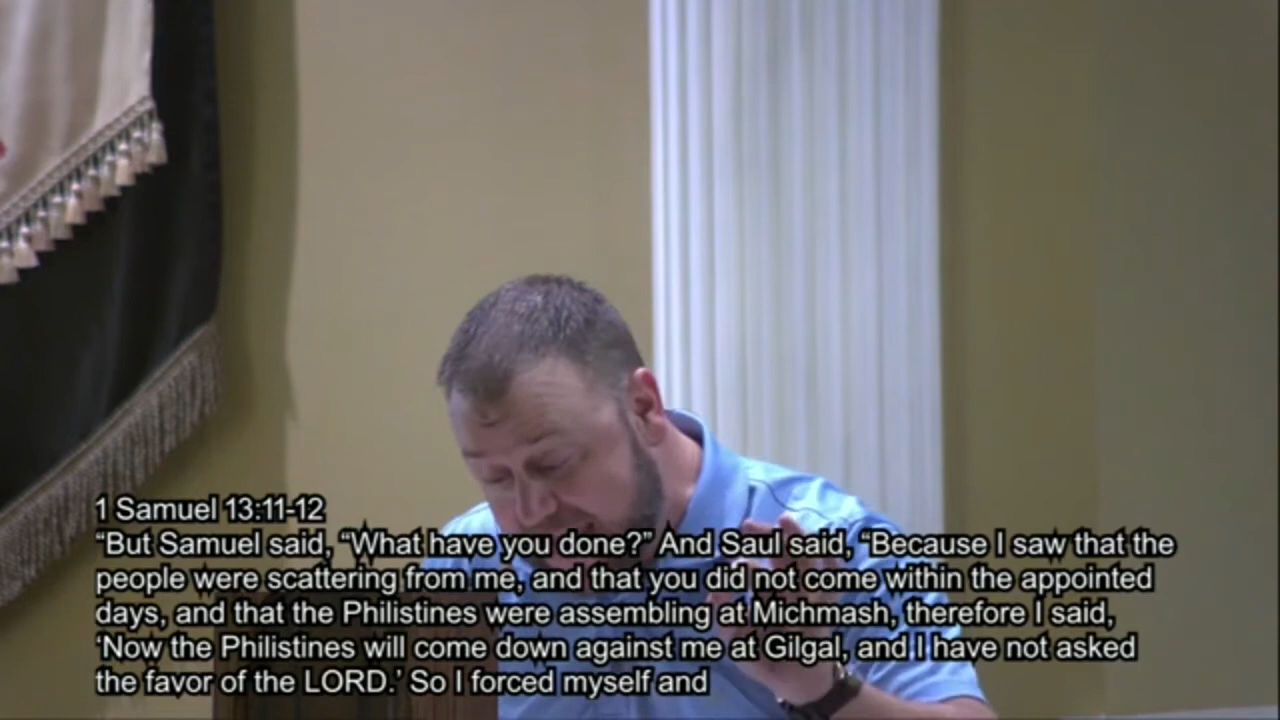 1 Samuel 13:11-12
“But Samuel said, “What have you done?” And Saul said, “Because I saw that the
people were scattering from me, and that you did not come within the appointed
days, and that the Philistines were assembling at Michmash, therefore I said,
‘Now the Philistines will come down against me at Gilgal, and I have not asked
the favor of the LORD.’ So I forced myself and